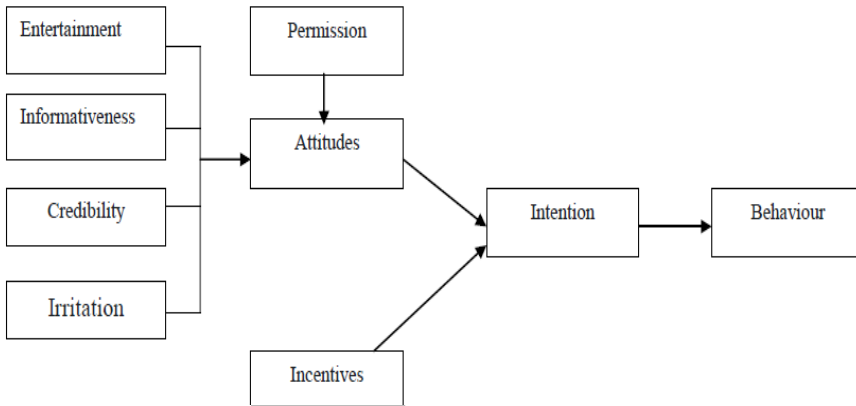 Entertainment
Permission
Informativeness
Attitudes
Credibility
Intention
Behaviour
Irritation
Incentives